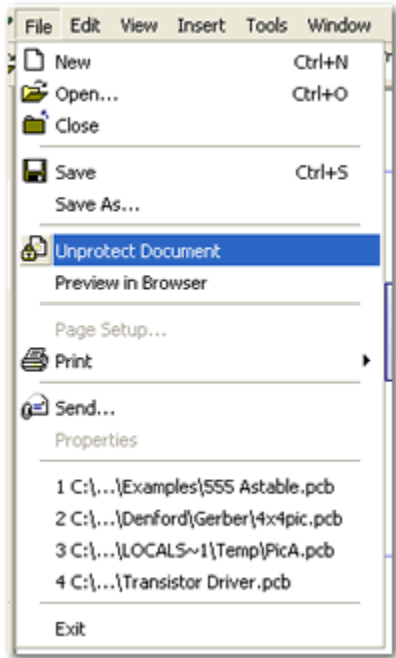 File Edit View Insert Tools Window
New Ctrl+N
Open... Ctrl+O
Close
Save Ctrl+S
Save As...
Unprotect Document
Preview in Browser
Page Setup...
Print
Send...
Properties
1 C:\...\Examples\555 Astable.pcb
2 C:\...\Denford\Gerber\4x4pic.pcb
3 C:\...\LOCALS~1\Temp\PicA.pcb
4 C:\...\Transistor Driver.pcb
Exit